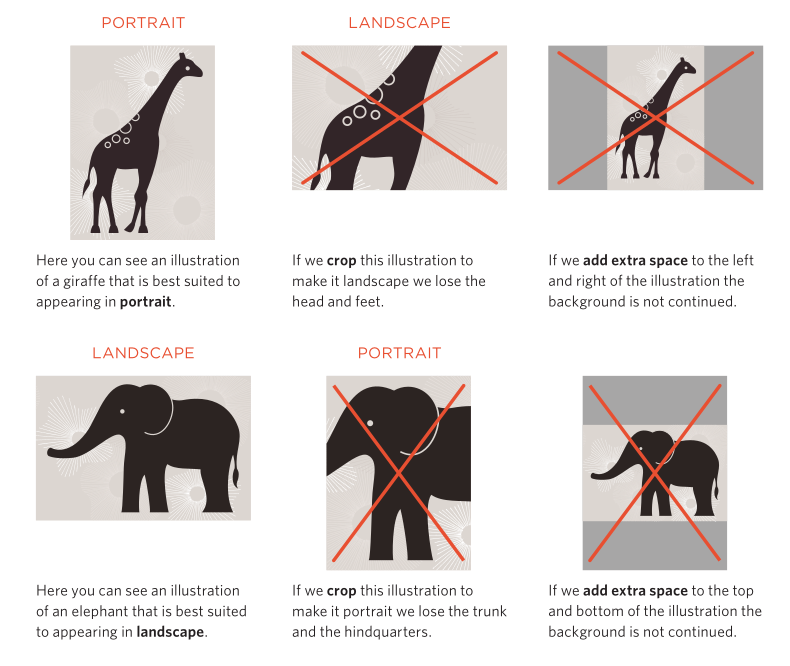 PORTRAIT
LANDSCAPE
Here you can see an illustration
of a giraffe that is best suited to
appearing in portrait.
If we crop this illustration to
make it landscape we lose the
head and feet.
If we add extra space to the left
and right of the illustration the
background is not continued.
LANDSCAPE
PORTRAIT
Here you can see an illustration
of an elephant that is best suited
to appearing in landscape.
If we crop this illustration to
make it portrait we lose the trunk
and the hindquarters.
If we add extra space to the top
and bottom of the illustration the
background is not continued.